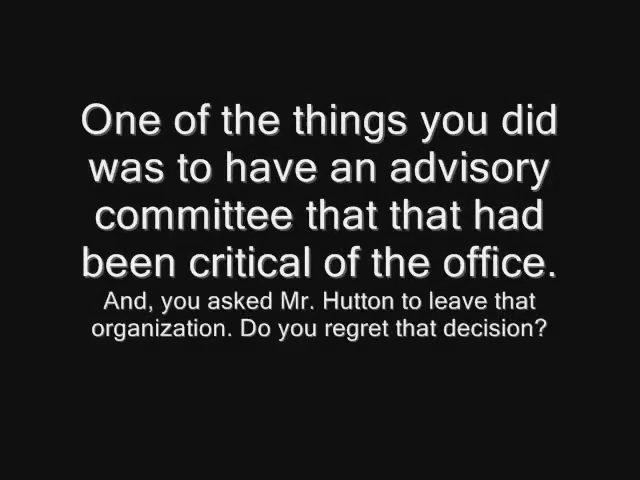 One of the things you did
was to have an advisory
committee that that had
been critical of the office.
And, you asked Mr. Hutton to leave that
organization. Do you regret that decision?